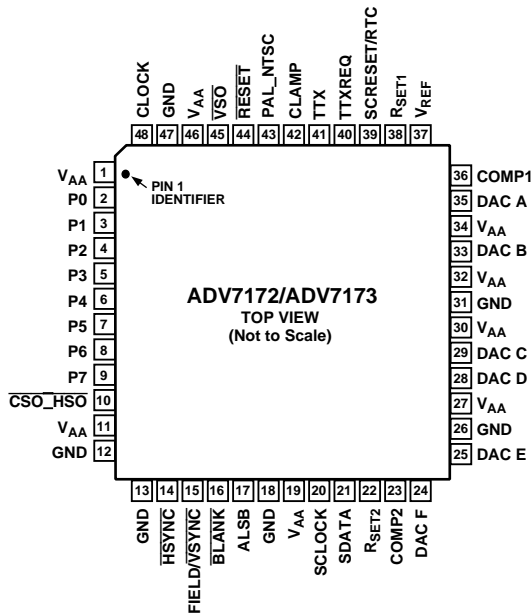 CLOCK
GND
VAA
VSO
RESET
PAL_NTSC
CLAMP
TTX
TTXREQ
SCRESET/RTC
RSET1
VREF
48 47 46 45 44 43 42 41 40 39 38 37
VAA 1
P0 2
P1 3
P2 4
P3 5
P4 6
P5 7
P6 8
P7 9
CSO_HSO 10
VAA 11
GND 12
PIN 1
IDENTIFIER
ADV7172/ADV7173
TOP VIEW
(Not to Scale)
36 COMP1
35 DAC A
34 VAA
33 DAC B
32 VAA
31 GND
30 VAA
29 DAC C
28 DAC D
27 VAA
26 GND
25 DAC E
13 14 15 16 17 18 19 20 21 22 23 24
GND
HSYNC
FIELD/VSYNC
BLANK
ALSB
GND
VAA
SCLOCK
SDATA
RSET2
COMP2
DAC F